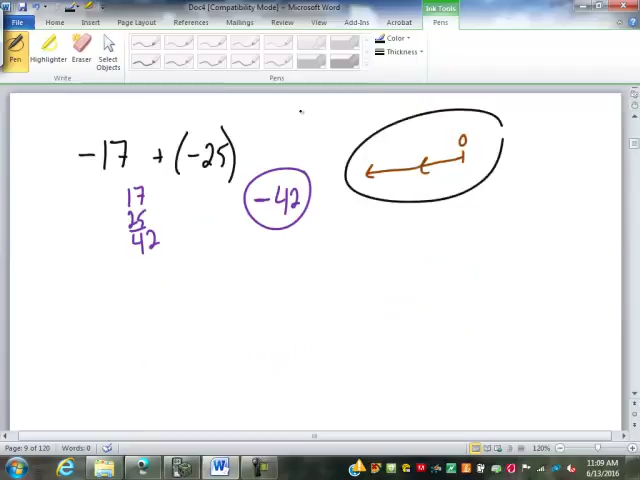 Doc4 [Compatibility Mode] - Microsoft Word
Ink Tools
File
Home
Insert
Page Layout
References
Mailings
Review
View
Add-Ins
Acrobat
Pens
Pen
Highlighter
Eraser
Select Objects
Color
Thickness
Write
Pens
-17 + (-25)
17
25
42
-42
0
Page: 9 of 120
Words: 0
120%
11:09 AM
6/13/2016